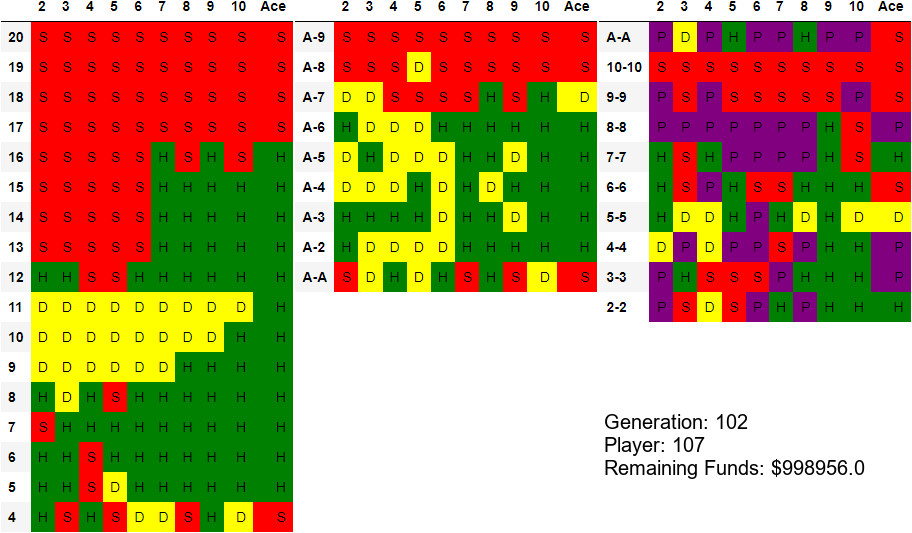 2 3 4 5 6 7 8 9 10 Ace
20 S S S S S S S S S S
19 S S S S S S S S S S
18 S S S S S S S S S S
17 S S S S S S S S S S
16 S S S S S H S H S H
15 S S S S S H H H H H
14 S S S S S H H H H H
13 S S S S S H H H H H
12 H H S S H H H H H H
11 D D D D D D D D D H
10 D D D D D D D D H H
9 D D D D D D H H H H
8 H D H S H H H H H H
7 S H H H H H H H H H
6 H H S H H H H H H H
5 H H S D H H H H H H
4 H S H S D D S H D S
2 3 4 5 6 7 8 9 10 Ace
A-9 S S S S S S S S S S
A-8 S S S D S S S S S S
A-7 D D S S S S H S H D
A-6 H D D D H H H H H H
A-5 D H D D D H H D H H
A-4 D D D H D H D H H H
A-3 H H H H D H H D H H
A-2 H D D D D H H H H H
A-A S D H D H S H S D S
2 3 4 5 6 7 8 9 10 Ace
A-A P D P H P P H P P S
10-10 S S S S S S S S S S
9-9 P S P S S S S S P S
8-8 P P P P P P P H S P
7-7 H S H P P P P H S H
6-6 H S P H S S H H H S
5-5 H D D H P H D H D D
4-4 D P D P P S P H H P
3-3 P H S S S P H H H P
2-2 P S D S P H P H H H
Generation: 102
Player: 107
Remaining Funds: $998956.0